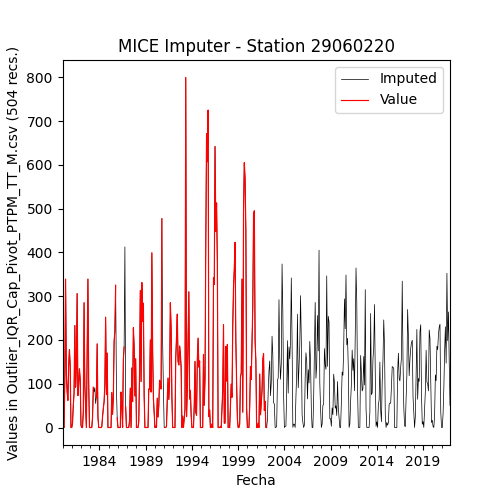 MICE Imputer - Station 29060220
Values in Outlier_IQR_Cap_Pivot_PTPM_TT_M.csv (504 recs.)
800
700
600
500
400
300
200
100
0
Imputed
Value
1984 1989 1994 1999 2004 2009 2014 2019
Fecha